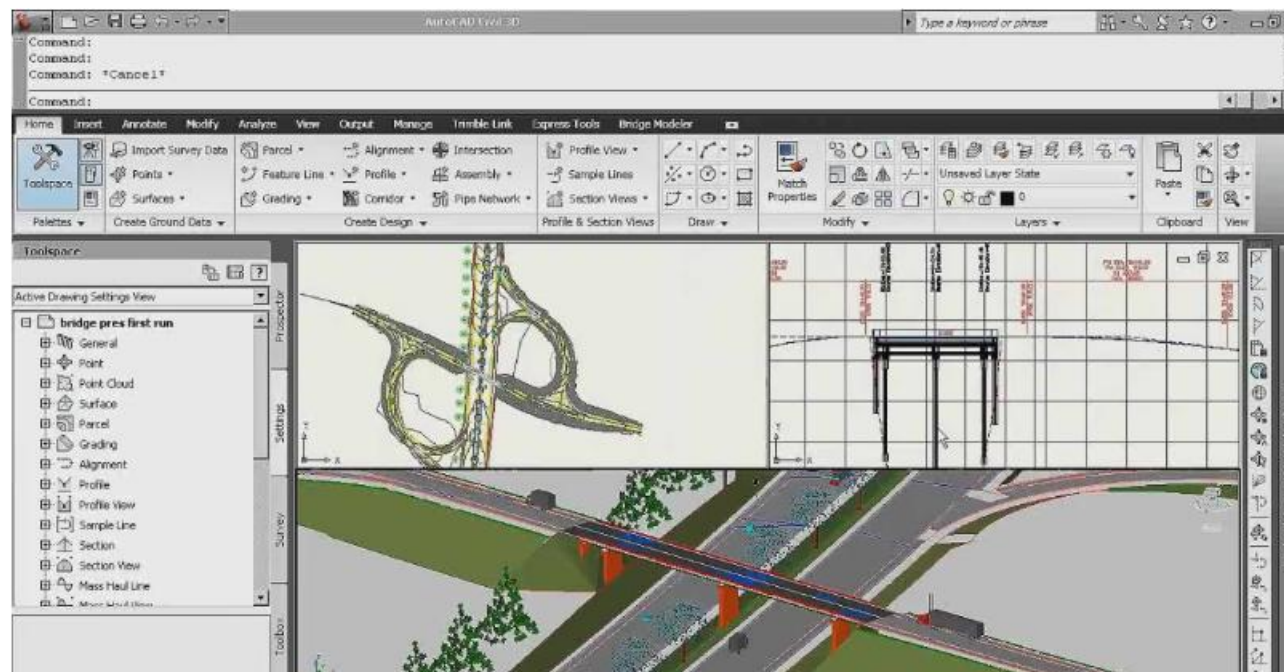 AutoCAD Civil 3D
Type a keyword or phrase
Command:
Command:
Command: *Cancel*
Command:
Home Insert Annotate Modify Analyze View Output Manage Trimble Link Express Tools Bridge Modeler
Toolspace
Import Survey Data
Points
Surfaces
Parcel
Feature Line
Grading
Alignment
Profile
Corridor
Intersection
Assembly
Pipe Network
Profile View
Sample Lines
Section Views
Match
Properties
Unsaved Layer State
0
Paste
Palettes
Create Ground Data
Create Design
Profile & Section Views
Draw
Modify
Layers
Clipboard
View
Toolspace
Active Drawing Settings View
bridge pres first run
General
Point
Point Cloud
Surface
Parcel
Grading
Alignment
Profile
Profile View
Sample Line
Section
Section View
Mass Haul Line
Mass Haul View
Prospector
Settings
Survey
Toolbox
X
X